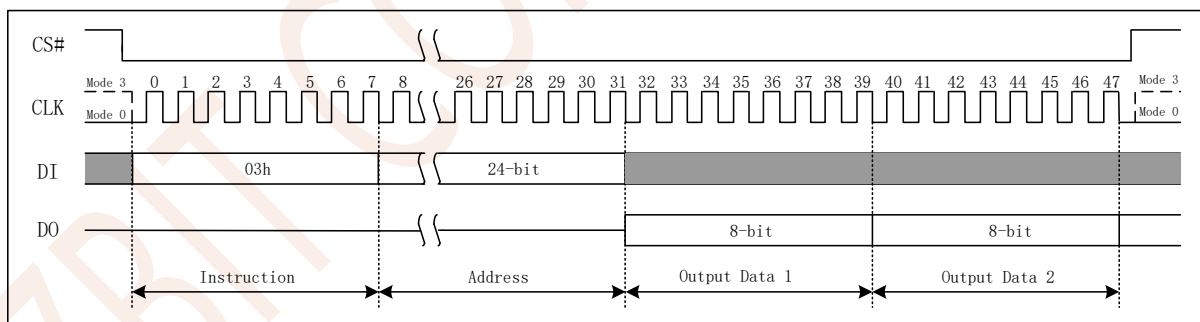 CS#
Mode 3 0 1 2 3 4 5 6 7 8 26 27 28 29 30 31 32 33 34 35 36 37 38 39 40 41 42 43 44 45 46 47 Mode 3
CLK
Mode 0 Mode 0
DI 03h 24-bit
DO 8-bit 8-bit
Instruction Address Output Data 1 Output Data 2